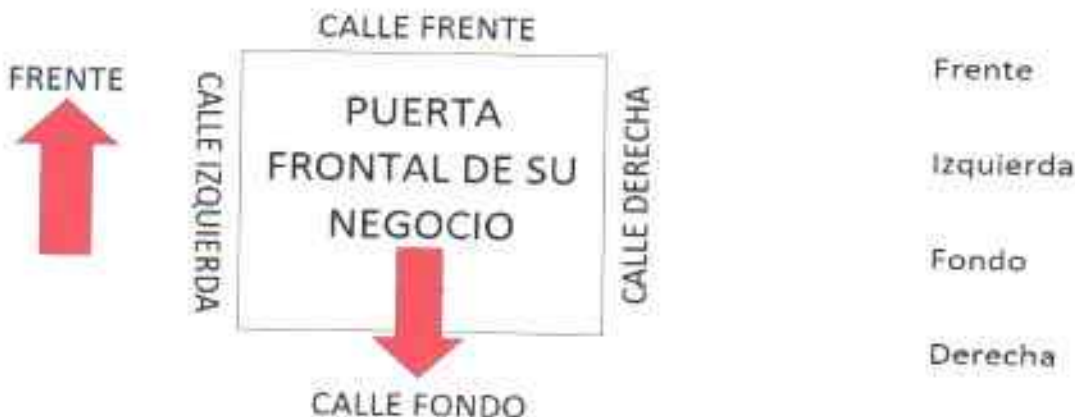 CALLE FRENTE
FRENTE
CALLE IZQUIERDA
PUERTA
FRONTAL DE SU
NEGOCIO
CALLE DERECHA
CALLE FONDO
Frente
Izquierda
Fondo
Derecha